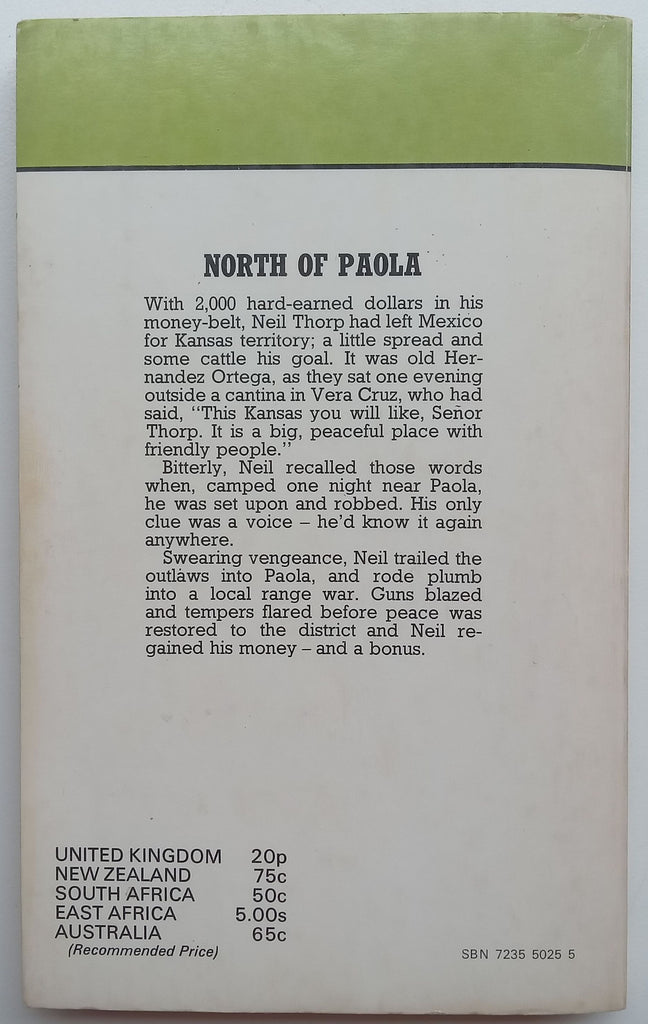 NORTH OF PAOLA
With 2,000 hard-earned dollars in his
money-belt, Neil Thorp had left Mexico
for Kansas territory; a little spread and
some cattle his goal. It was old Her-
nandez Ortega, as they sat one evening
outside a cantina in Vera Cruz, who had
said, “This Kansas you will like, Señor
Thorp. It is a big, peaceful place with
friendly people.”
Bitterly, Neil recalled those words
when, camped one night near Paola,
he was set upon and robbed. His only
clue was a voice – he’d know it again
anywhere.
Swearing vengeance, Neil trailed the
outlaws into Paola, and rode plumb
into a local range war. Guns blazed
and tempers flared before peace was
restored to the district and Neil re-
gained his money – and a bonus.
UNITED KINGDOM 20p
NEW ZEALAND 75c
SOUTH AFRICA 50c
EAST AFRICA 5.00s
AUSTRALIA 65c
(Recommended Price)
SBN 7235 5025 5